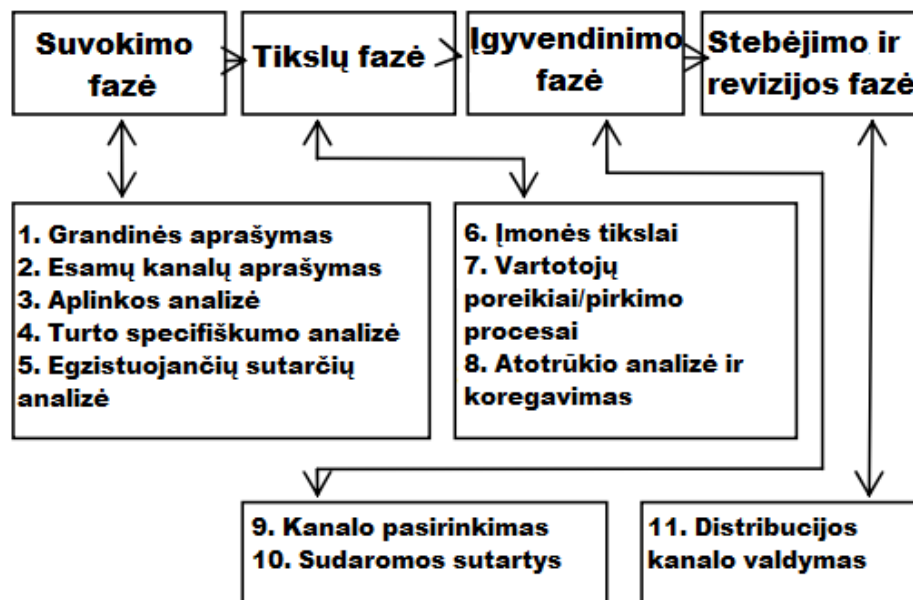 Suvokimo
fazė
Tikslų fazė
Įgyvendinimo
fazė
Stebėjimo ir
revizijos fazė
1. Grandinės aprašymas
2. Esamų kanalų aprašymas
3. Aplinkos analizė
4. Turto specifiškumo analizė
5. Egzistuojančių sutarčių
analizė
6. Įmonės tikslai
7. Vartotojų
poreikiai/pirkimo
procesai
8. Atotrūkio analizė ir
koregavimas
9. Kanalo pasirinkimas
10. Sudaromos sutartys
11. Distribucijos
kanalo valdymas